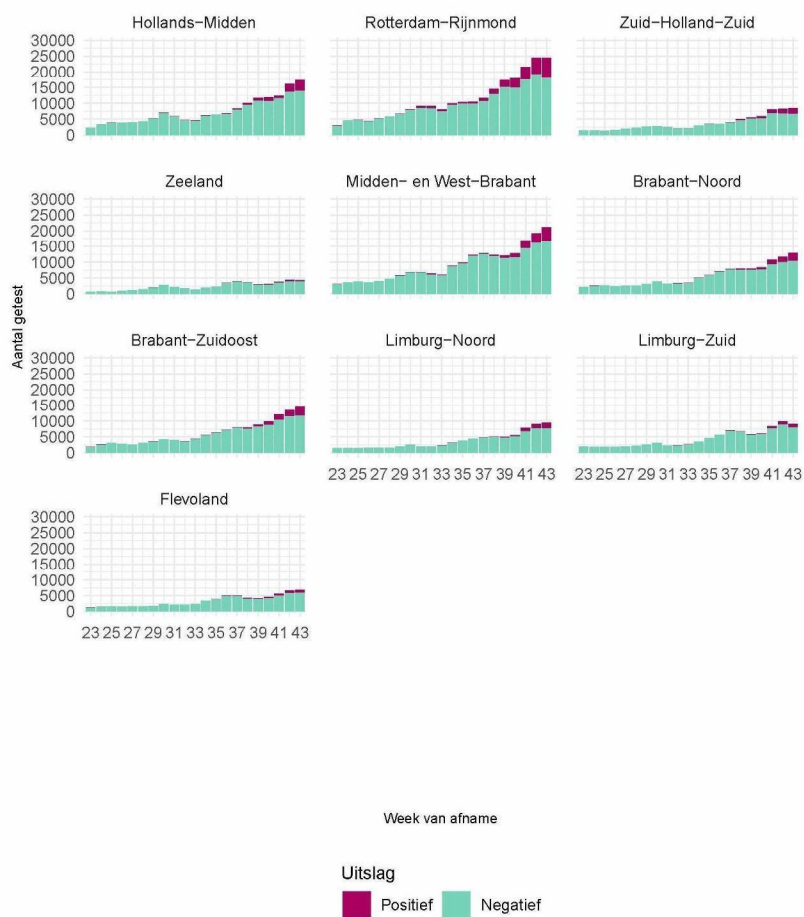 Hollands−Midden
Rotterdam−Rijnmond
Zuid−Holland−Zuid
30000
25000
20000
15000
10000
5000
0
Zeeland
Midden− en West−Brabant
Brabant−Noord
30000
25000
20000
15000
10000
5000
0
Aantal getest
Brabant−Zuidoost
Limburg−Noord
Limburg−Zuid
30000
25000
20000
15000
10000
5000
0
23 25 27 29 31 33 35 37 39 41 43
23 25 27 29 31 33 35 37 39 41 43
Flevoland
30000
25000
20000
15000
10000
5000
0
23 25 27 29 31 33 35 37 39 41 43
Week van afname
Uitslag
Positief
Negatief